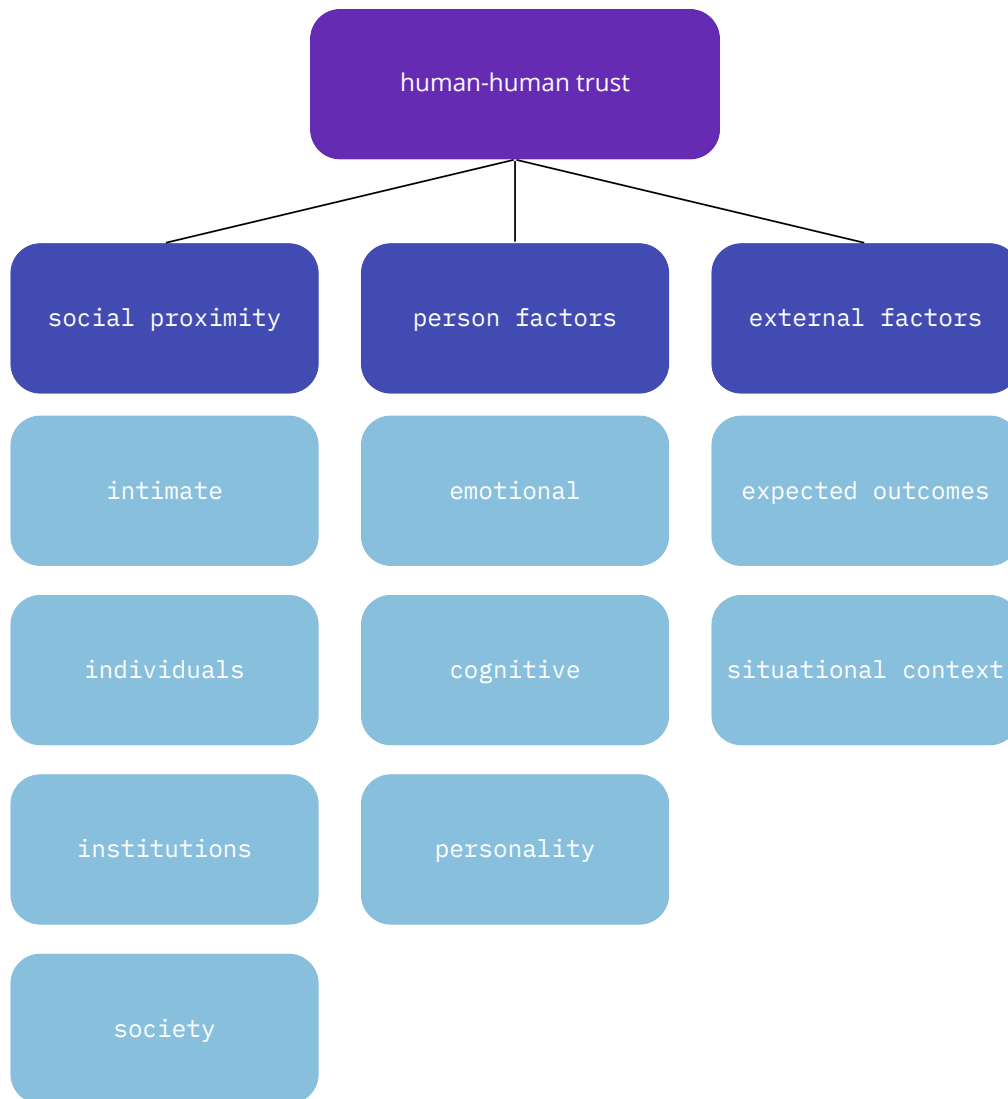 human-human trust
social proximity
person factors
external factors
intimate
emotional
expected outcomes
individuals
cognitive
situational context
institutions
personality
society